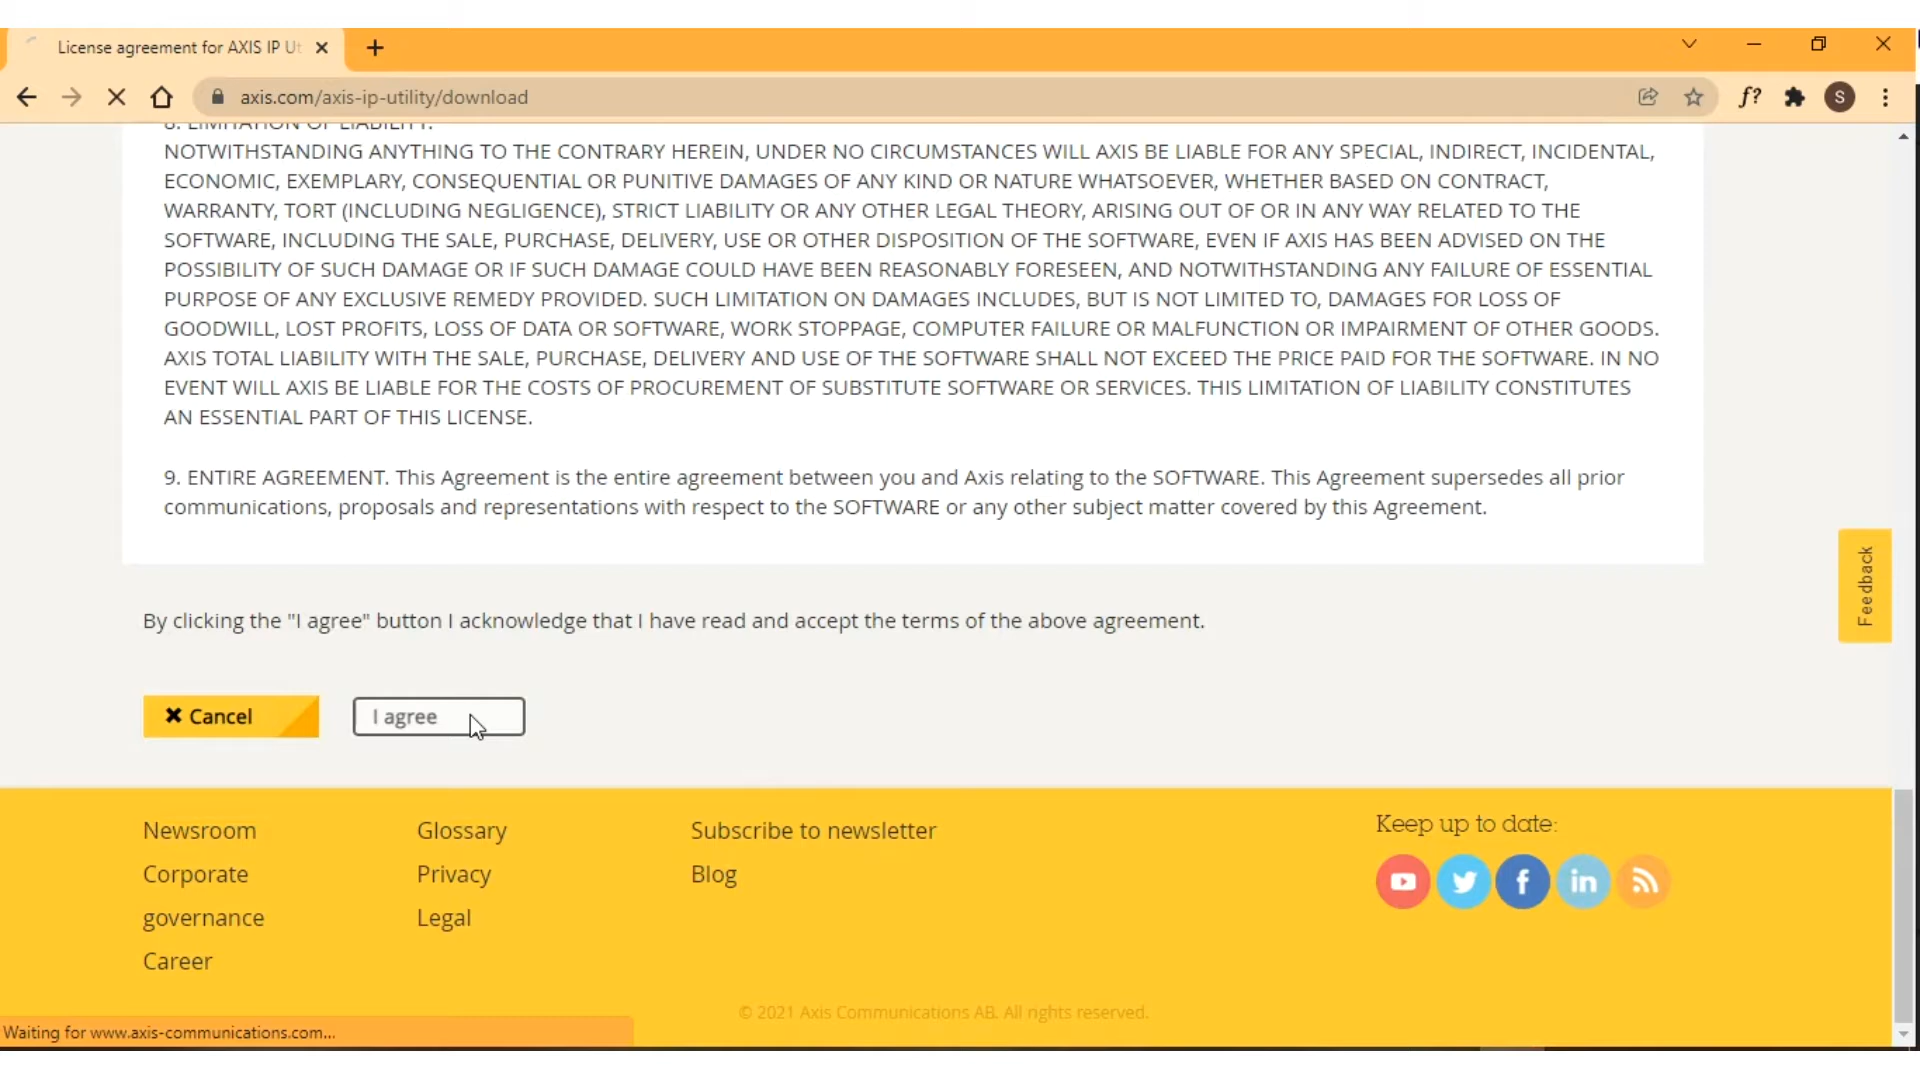 License agreement for AXIS IP Ut
axis.com/axis-ip-utility/download
f?
S
8. LIMITATION OF LIABILITY.
NOTWITHSTANDING ANYTHING TO THE CONTRARY HEREIN, UNDER NO CIRCUMSTANCES WILL AXIS BE LIABLE FOR ANY SPECIAL, INDIRECT, INCIDENTAL,
ECONOMIC, EXEMPLARY, CONSEQUENTIAL OR PUNITIVE DAMAGES OF ANY KIND OR NATURE WHATSOEVER, WHETHER BASED ON CONTRACT,
WARRANTY, TORT (INCLUDING NEGLIGENCE), STRICT LIABILITY OR ANY OTHER LEGAL THEORY, ARISING OUT OF OR IN ANY WAY RELATED TO THE
SOFTWARE, INCLUDING THE SALE, PURCHASE, DELIVERY, USE OR OTHER DISPOSITION OF THE SOFTWARE, EVEN IF AXIS HAS BEEN ADVISED ON THE
POSSIBILITY OF SUCH DAMAGE OR IF SUCH DAMAGE COULD HAVE BEEN REASONABLY FORESEEN, AND NOTWITHSTANDING ANY FAILURE OF ESSENTIAL
PURPOSE OF ANY EXCLUSIVE REMEDY PROVIDED. SUCH LIMITATION ON DAMAGES INCLUDES, BUT IS NOT LIMITED TO, DAMAGES FOR LOSS OF
GOODWILL, LOST PROFITS, LOSS OF DATA OR SOFTWARE, WORK STOPPAGE, COMPUTER FAILURE OR MALFUNCTION OR IMPAIRMENT OF OTHER GOODS.
AXIS TOTAL LIABILITY WITH THE SALE, PURCHASE, DELIVERY AND USE OF THE SOFTWARE SHALL NOT EXCEED THE PRICE PAID FOR THE SOFTWARE. IN NO
EVENT WILL AXIS BE LIABLE FOR THE COSTS OF PROCUREMENT OF SUBSTITUTE SOFTWARE OR SERVICES. THIS LIMITATION OF LIABILITY CONSTITUTES
AN ESSENTIAL PART OF THIS LICENSE.
9. ENTIRE AGREEMENT. This Agreement is the entire agreement between you and Axis relating to the SOFTWARE. This Agreement supersedes all prior
communications, proposals and representations with respect to the SOFTWARE or any other subject matter covered by this Agreement.
Feedback
By clicking the "I agree" button I acknowledge that I have read and accept the terms of the above agreement.
Cancel
I agree
Newsroom
Corporate
governance
Career
Glossary
Privacy
Legal
Subscribe to newsletter
Blog
Keep up to date:
© 2021 Axis Communications AB. All rights reserved.
Waiting for www.axis-communications.com...